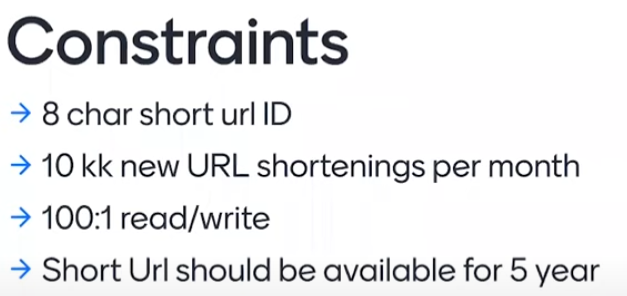 Constraints
→ 8 char short url ID
→ 10 kk new URL shortenings per month
→ 100:1 read/write
→ Short Url should be available for 5 year